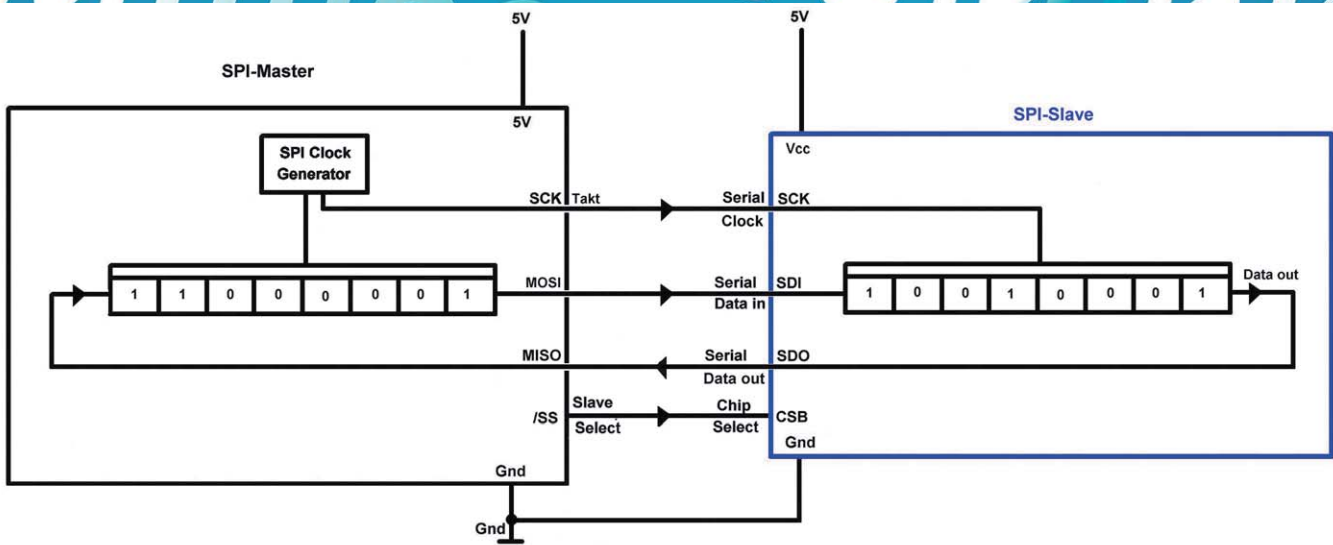 5V
5V
SPI-Master
5V
SPI-Slave
Vcc
SPI Clock
Generator
SCK Takt
Serial SCK
Clock
MOSI
Serial SDI
Data in
1 1 0 0 0 0 0 1
1 0 0 1 0 0 0 1
Data out
MISO
Serial SDO
Data out
/SS
Slave
Select
Chip
Select
CSB
Gnd
Gnd
Gnd